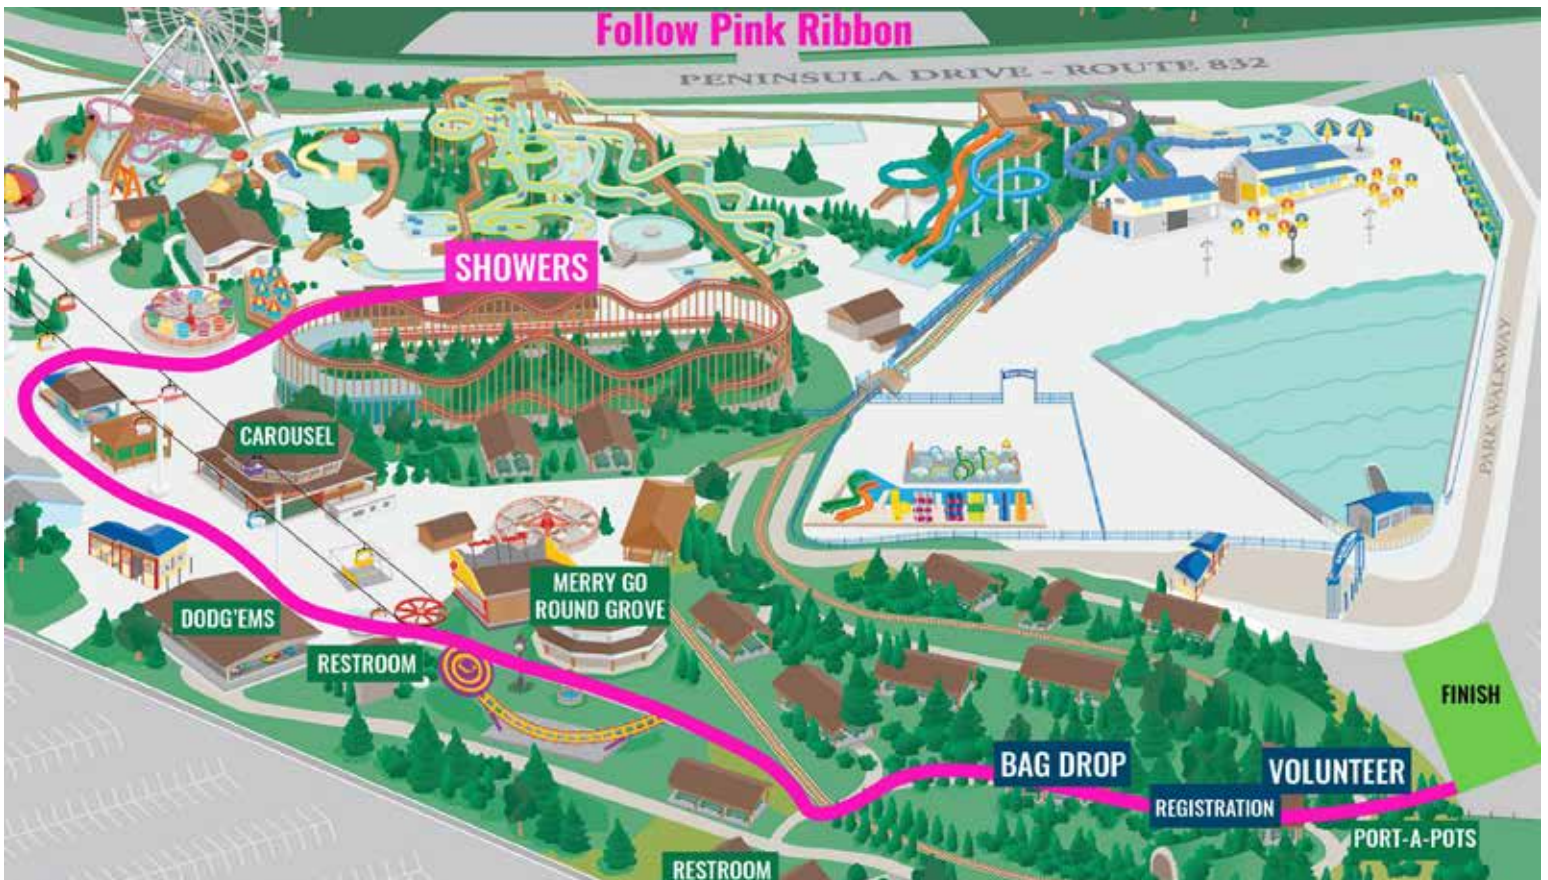 Follow Pink Ribbon
PENINSULA DRIVE - ROUTE 832
SHOWERS
PARK WALKWAY
CAROUSEL
MERRY GO
ROUND GROVE
DODG'EMS
RESTROOM
FINISH
BAG DROP
VOLUNTEER
REGISTRATION
PORT-A-POTS
RESTROOM